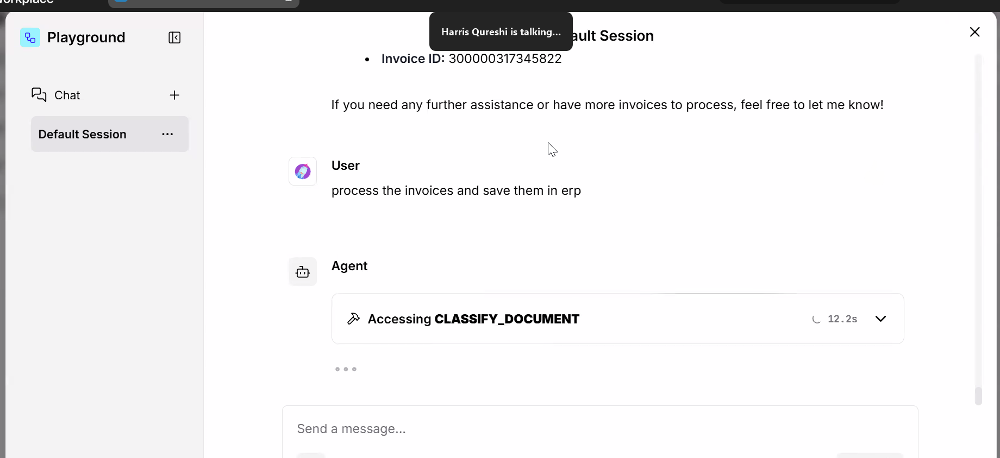 Playground
Chat
Default Session
Harris Qureshi is talking...
Session
Invoice ID: 300000317345822
If you need any further assistance or have more invoices to process, feel free to let me know!
User
process the invoices and save them in erp
Agent
Accessing CLASSIFY_DOCUMENT
12.2s
Send a message...